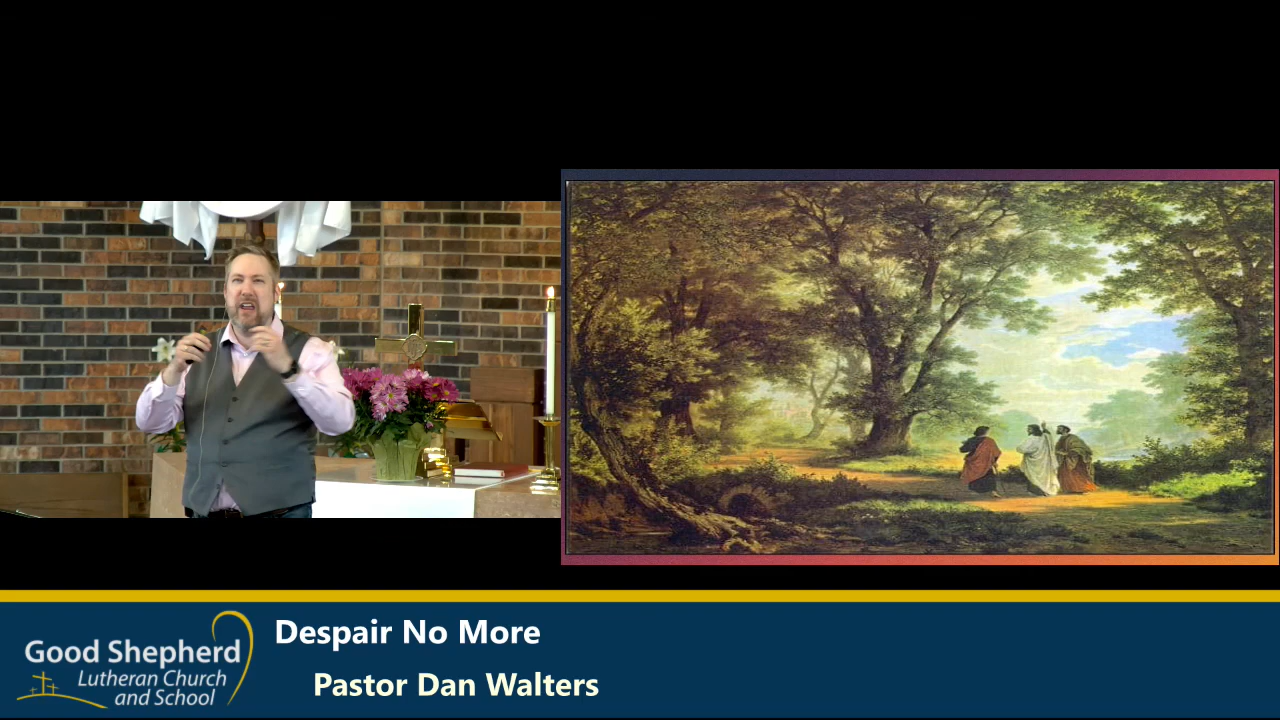 Despair No More
Pastor Dan Walters
Good Shepherd
Lutheran Church
and School